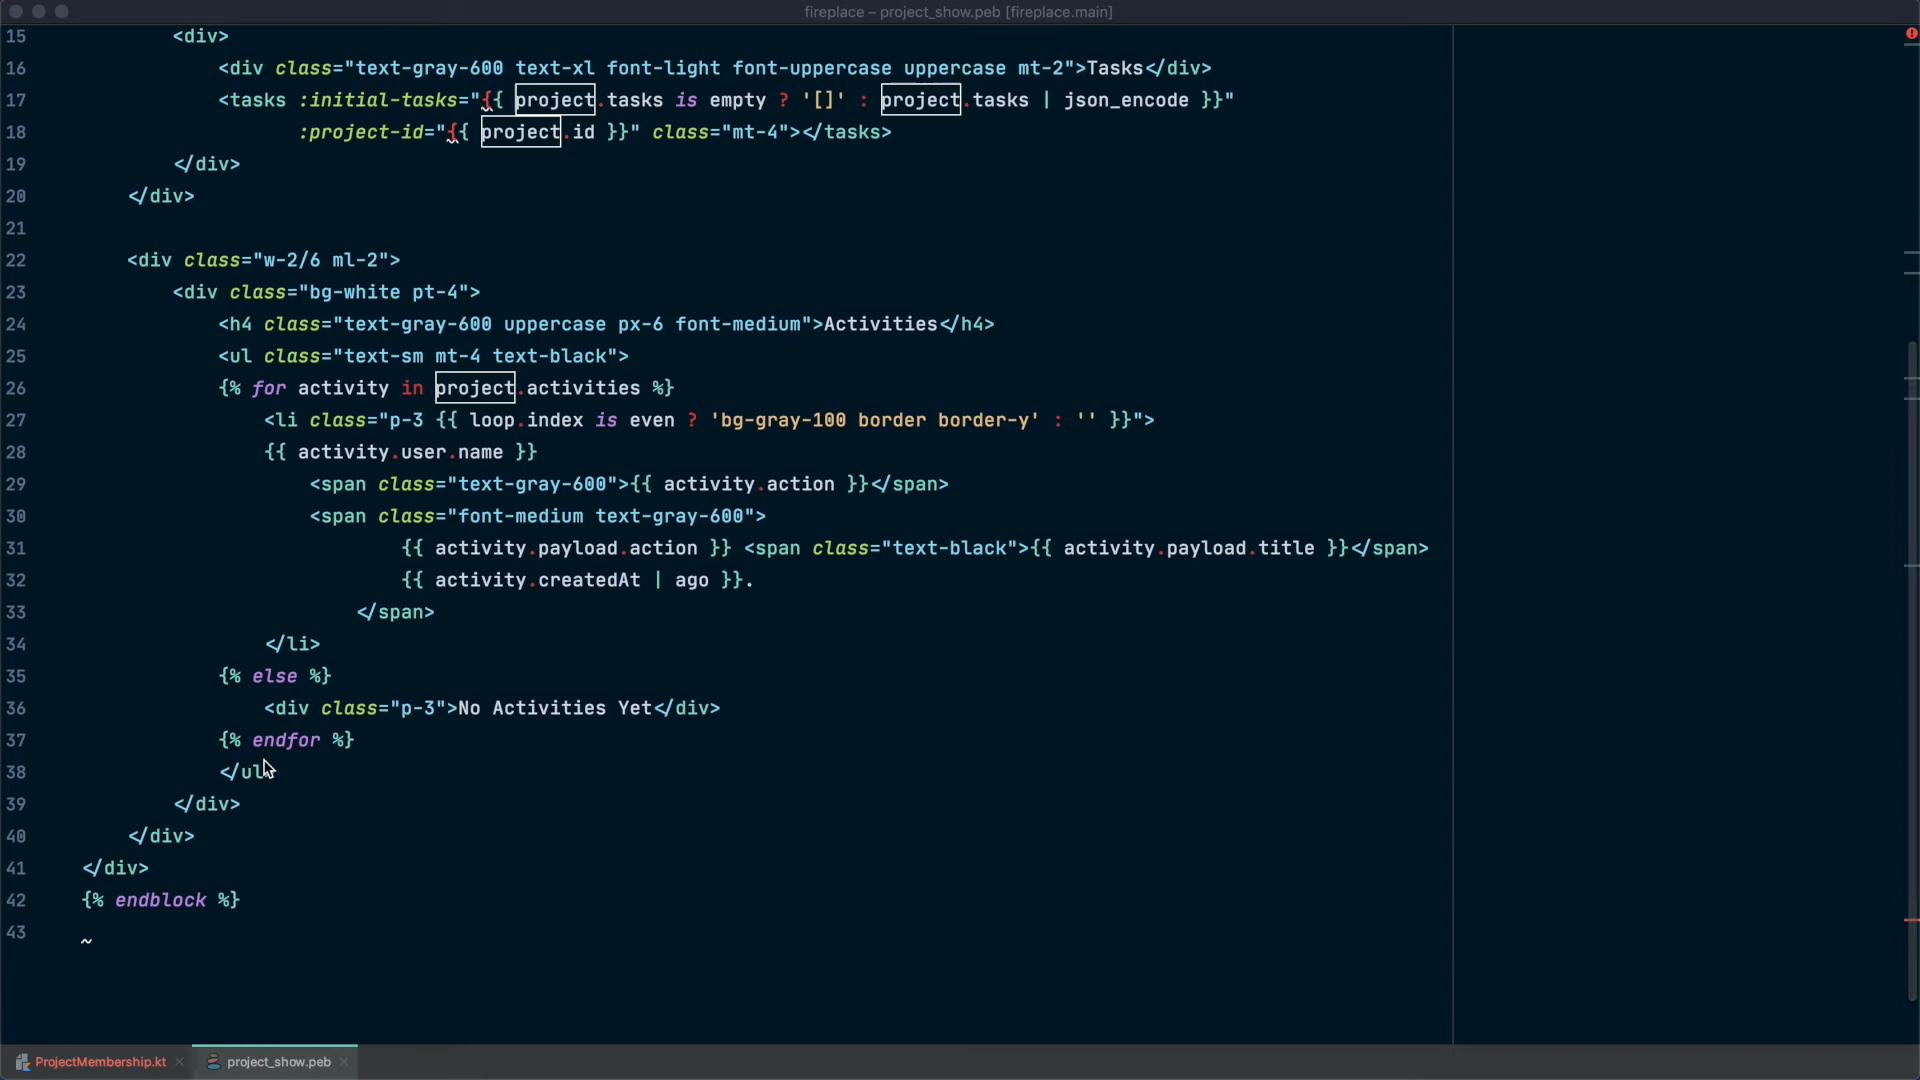 fireplace – project_show.peb [fireplace.main]
15 <div>
16 <div class="text-gray-600 text-xl font-light font-uppercase uppercase mt-2">Tasks</div>
17 <tasks :initial-tasks="{{ project.tasks is empty ? '[]' : project.tasks | json_encode }}"
18 :project-id="{{ project.id }}" class="mt-4"></tasks>
19 </div>
20 </div>
21
22 <div class="w-2/6 ml-2">
23 <div class="bg-white pt-4">
24 <h4 class="text-gray-600 uppercase px-6 font-medium">Activities</h4>
25 <ul class="text-sm mt-4 text-black">
26 {% for activity in project.activities %}
27 <li class="p-3 {{ loop.index is even ? 'bg-gray-100 border border-y' : '' }}">
28 {{ activity.user.name }}
29 <span class="text-gray-600">{{ activity.action }}</span>
30 <span class="font-medium text-gray-600">
31 {{ activity.payload.action }} <span class="text-black">{{ activity.payload.title }}</span>
32 {{ activity.createdAt | ago }}.
33 </span>
34 </li>
35 {% else %}
36 <div class="p-3">No Activities Yet</div>
37 {% endfor %}
38 </ul>
39 </div>
40 </div>
41 </div>
42 {% endblock %}
43
ProjectMembership.kt
project_show.peb